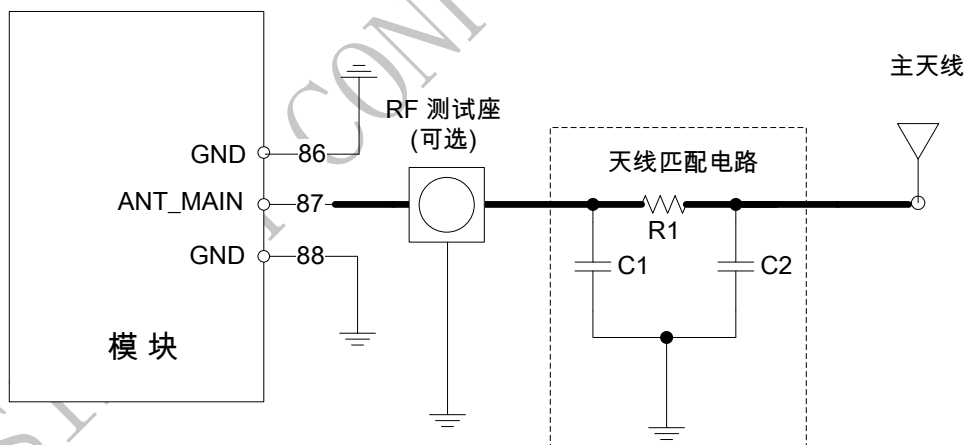 主天线
RF 测试座
(可选)
天线匹配电路
GND
86
ANT_MAIN
87
R1
GND
88
C1
C2
模块